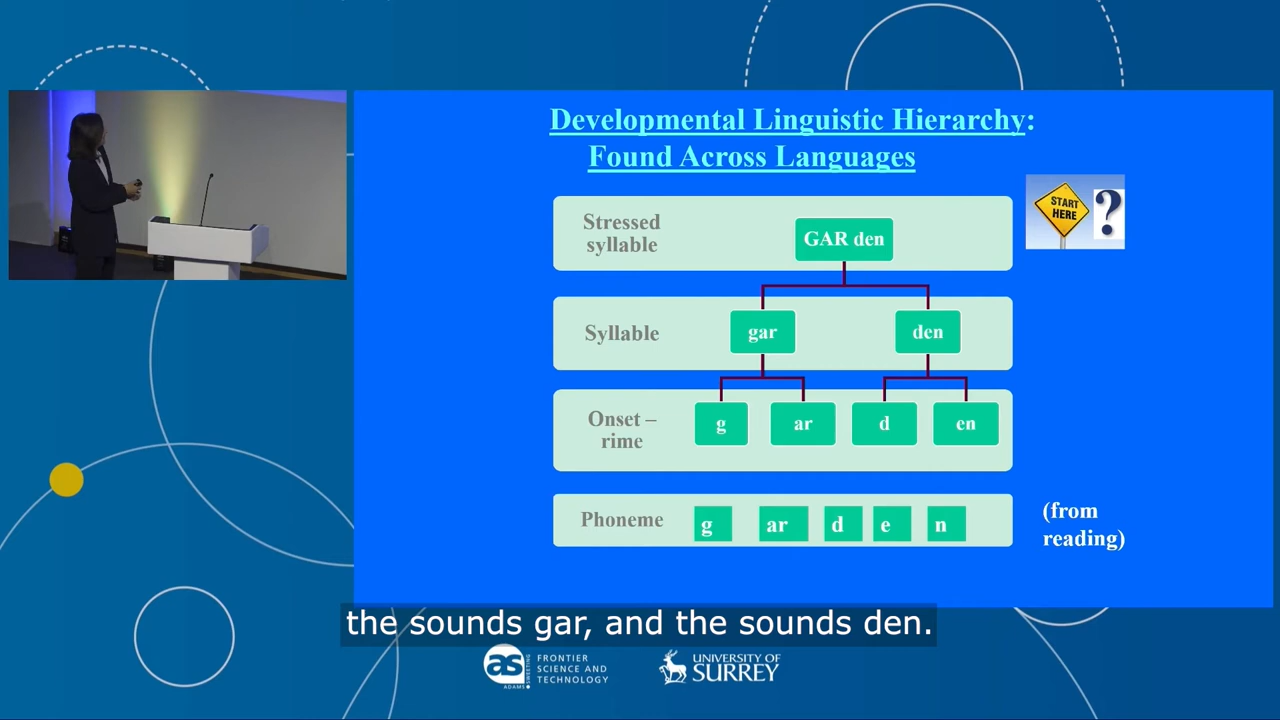 Developmental Linguistic Hierarchy:
Found Across Languages
START
HERE
?
Stressed
syllable
GAR den
Syllable
gar
den
Onset –
rime
g
ar
d
en
Phoneme
g
ar
d
e
n
(from
reading)
the sounds gar, and the sounds den.
as
ADAMS SWEETING
FRONTIER
SCIENCE AND
TECHNOLOGY
UNIVERSITY OF
SURREY